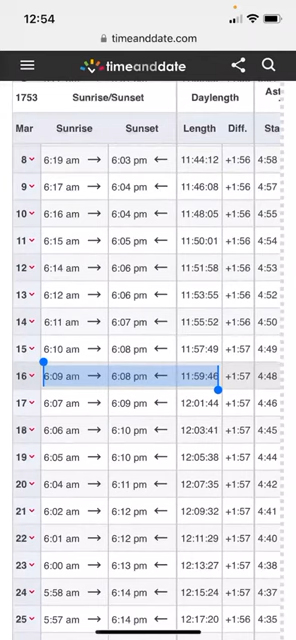 12:54
timeanddate.com
timeanddate
1753 Sunrise/Sunset Daylength Ast
Mar Sunrise Sunset Length Diff. Sta
8 6:19 am → 6:03 pm ← 11:44:12 +1:56 4:58
9 6:17 am → 6:04 pm ← 11:46:08 +1:56 4:57
10 6:16 am → 6:04 pm ← 11:48:05 +1:56 4:55
11 6:15 am → 6:05 pm ← 11:50:01 +1:56 4:54
12 6:14 am → 6:06 pm ← 11:51:58 +1:56 4:53
13 6:12 am → 6:06 pm ← 11:53:55 +1:56 4:52
14 6:11 am → 6:07 pm ← 11:55:52 +1:56 4:50
15 6:10 am → 6:08 pm ← 11:57:49 +1:57 4:49
16 6:09 am → 6:08 pm ← 11:59:46 +1:57 4:48
17 6:07 am → 6:09 pm ← 12:01:44 +1:57 4:46
18 6:06 am → 6:10 pm ← 12:03:41 +1:57 4:45
19 6:05 am → 6:10 pm ← 12:05:38 +1:57 4:44
20 6:04 am → 6:11 pm ← 12:07:35 +1:57 4:42
21 6:02 am → 6:12 pm ← 12:09:32 +1:57 4:41
22 6:01 am → 6:12 pm ← 12:11:29 +1:57 4:40
23 6:00 am → 6:13 pm ← 12:13:27 +1:57 4:38
24 5:58 am → 6:14 pm ← 12:15:24 +1:57 4:37
25 5:57 am → 6:14 pm ← 12:17:20 +1:56 4:35